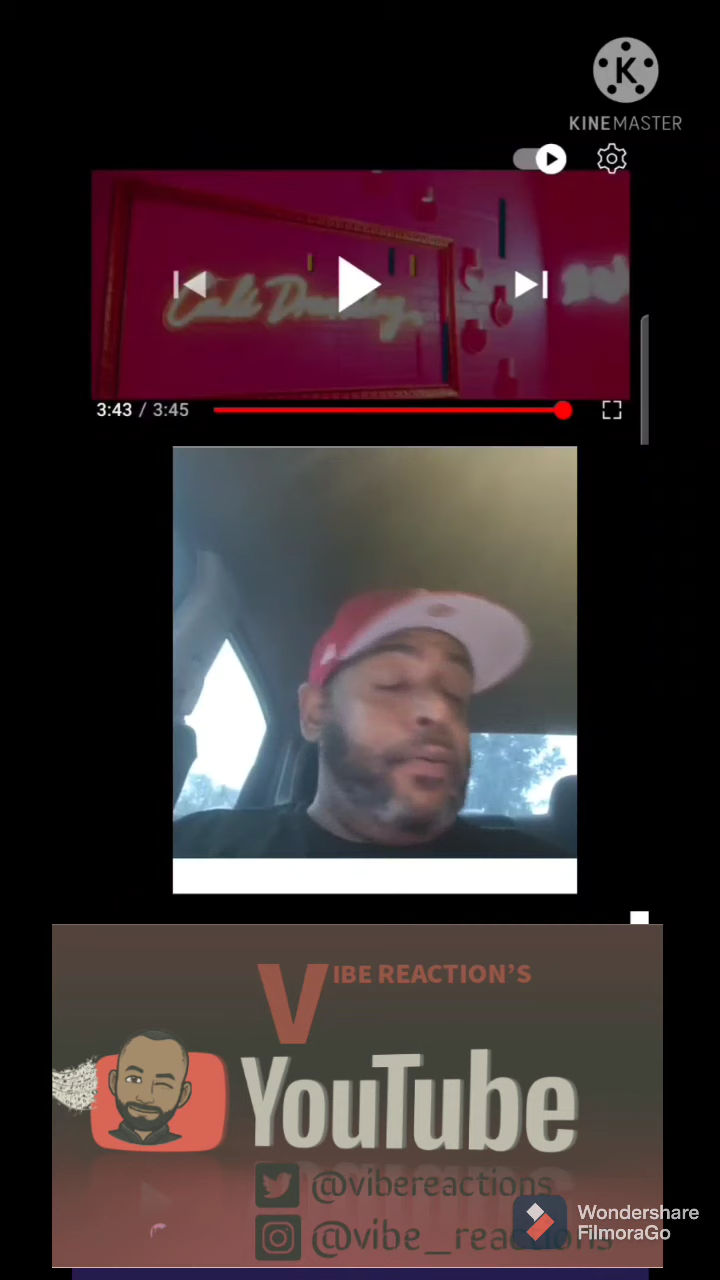 K
KINEMASTER
3:43 / 3:45
VIBE REACTION'S
YouTube
@vibereactions
@vibe_reactions
Wondershare
FilmoraGo